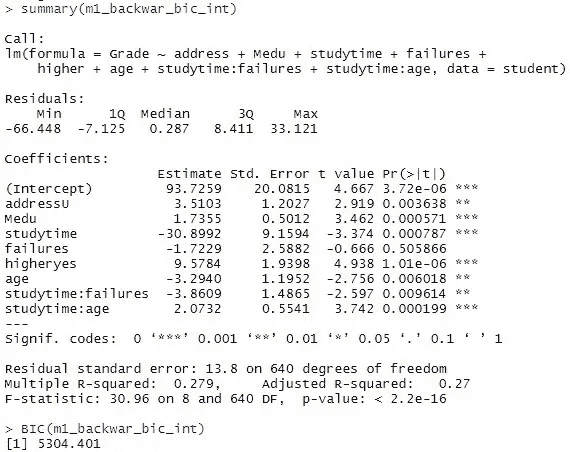 > summary(m1_backwar_bic_int)
Call:
lm(formula = Grade ~ address + Medu + studytime + failures +
    higher + age + studytime:failures + studytime:age, data = student)
Residuals:
    Min      1Q  Median      3Q     Max
-66.448  -7.125   0.287   8.411  33.121
Coefficients:
                   Estimate Std. Error t value Pr(>|t|)
(Intercept)         93.7259    20.0815   4.667 3.72e-06 ***
addressU             3.5103     1.2027   2.919 0.003638 **
Medu                 1.7355     0.5012   3.462 0.000571 ***
studytime          -30.8992     9.1594  -3.374 0.000787 ***
failures            -1.7229     2.5882  -0.666 0.505866
higheryes            9.5784     1.9398   4.938 1.01e-06 ***
age                 -3.2940     1.1952  -2.756 0.006018 **
studytime:failures  -3.8609     1.4865  -2.597 0.009614 **
studytime:age        2.0732     0.5541   3.742 0.000199 ***
---
Signif. codes:  0 ‘***’ 0.001 ‘**’ 0.01 ‘*’ 0.05 ‘.’ 0.1 ‘ ’ 1
Residual standard error: 13.8 on 640 degrees of freedom
Multiple R-squared:  0.279,	Adjusted R-squared:   0.27
F-statistic: 30.96 on 8 and 640 DF,  p-value: < 2.2e-16
> BIC(m1_backwar_bic_int)
[1] 5304.401